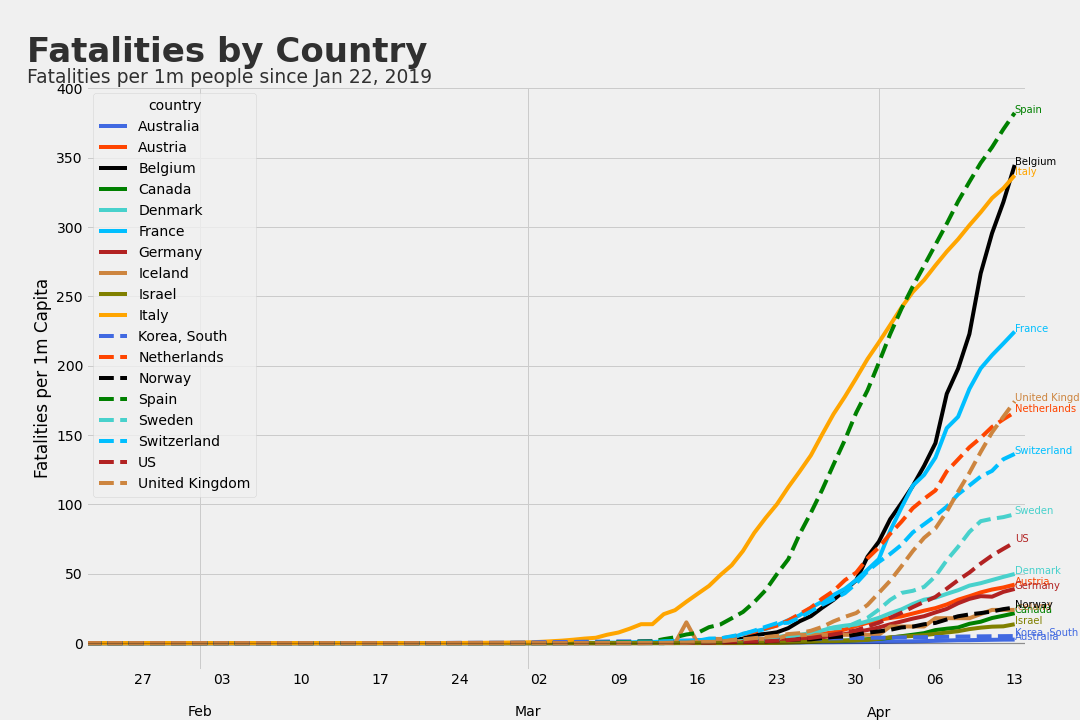 Fatalities by Country
Fatalities per 1m people since Jan 22, 2019
400
350
300
250
200
150
100
50
0
Fatalities per 1m Capita
country
Australia
Austria
Belgium
Canada
Denmark
France
Germany
Iceland
Israel
Italy
Korea, South
Netherlands
Norway
Spain
Sweden
Switzerland
US
United Kingdom
Spain
Belgium
Italy
France
United Kingd
Netherlands
Switzerland
Sweden
US
Denmark
Austria
Germany
Norway
Canada
Israel
Korea, South
Australia
27 03 10 17 24 02 09 16 23 30 06 13
Feb Mar Apr